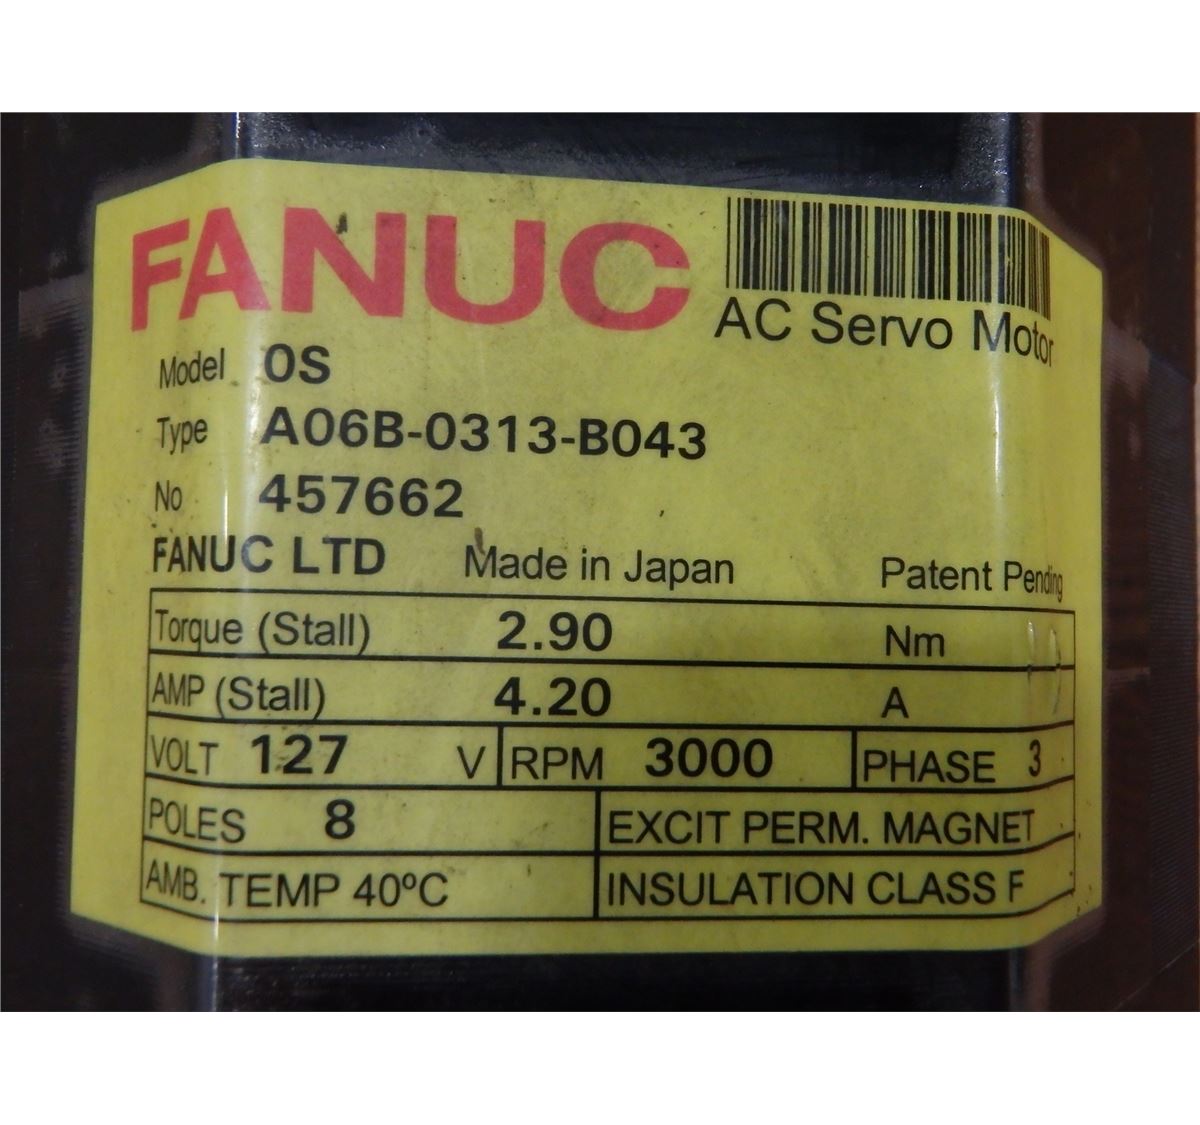 FANUC
AC Servo Motor
Model 0S
Type A06B-0313-B043
No 457662
FANUC LTD Made in Japan Patent Pending
Torque (Stall) 2.90 Nm
AMP (Stall) 4.20 A
VOLT 127 V RPM 3000 PHASE 3
POLES 8 EXCIT PERM. MAGNET
AMB. TEMP 40ºC INSULATION CLASS F